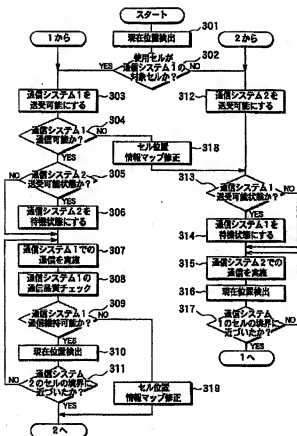 スタート
1から
現在位置検出
301
2から
302
使用セルが
通信システム1の
対象セルか?
YES
NO
通信システム1を
送受可能にする
303
312
通信システム2を
送受可能にする
304
通信システム1
通信可能か?
NO
YES
セル位置
情報マップ修正
318
通信システム2
送受可能状態か?
305
NO
YES
313
通信システム1
送受可能状態か?
NO
YES
通信システム2を
待機状態にする
306
通信システム1を
待機状態にする
314
通信システム1での
通信を実施
307
315
通信システム2での
通信を実施
通信システム1の
通信品質チェック
308
316
現在位置検出
309
通信システム1
通信維持可能か?
NO
YES
317
通信システム
1のセルの境界に
近づいたか?
NO
YES
310
現在位置検出
1へ
311
通信システム
2のセルの境界に
近づいたか?
NO
YES
セル位置
情報マップ修正
319
2へ